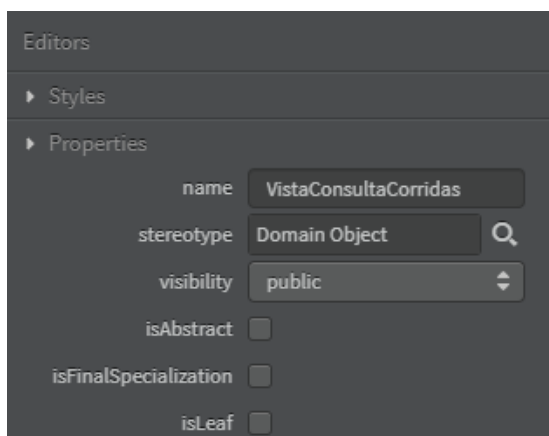 Editors
Styles
Properties
name VistaConsultaCorridas
stereotype Domain Object
visibility public
isAbstract
isFinalSpecialization
isLeaf